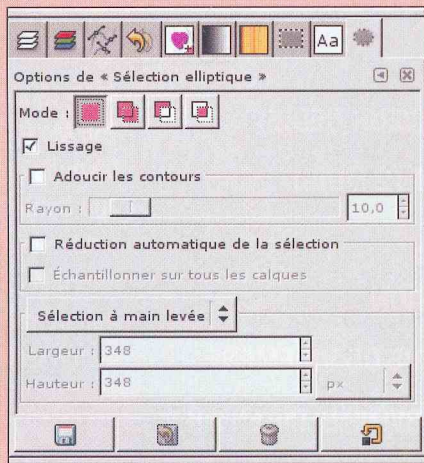 Aa
Options de « Sélection elliptique »
Mode :
Lissage
Adoucir les contours
Rayon : 10,0
Réduction automatique de la sélection
Échantillonner sur tous les calques
Sélection à main levée
Largeur : 348
Hauteur : 348 px